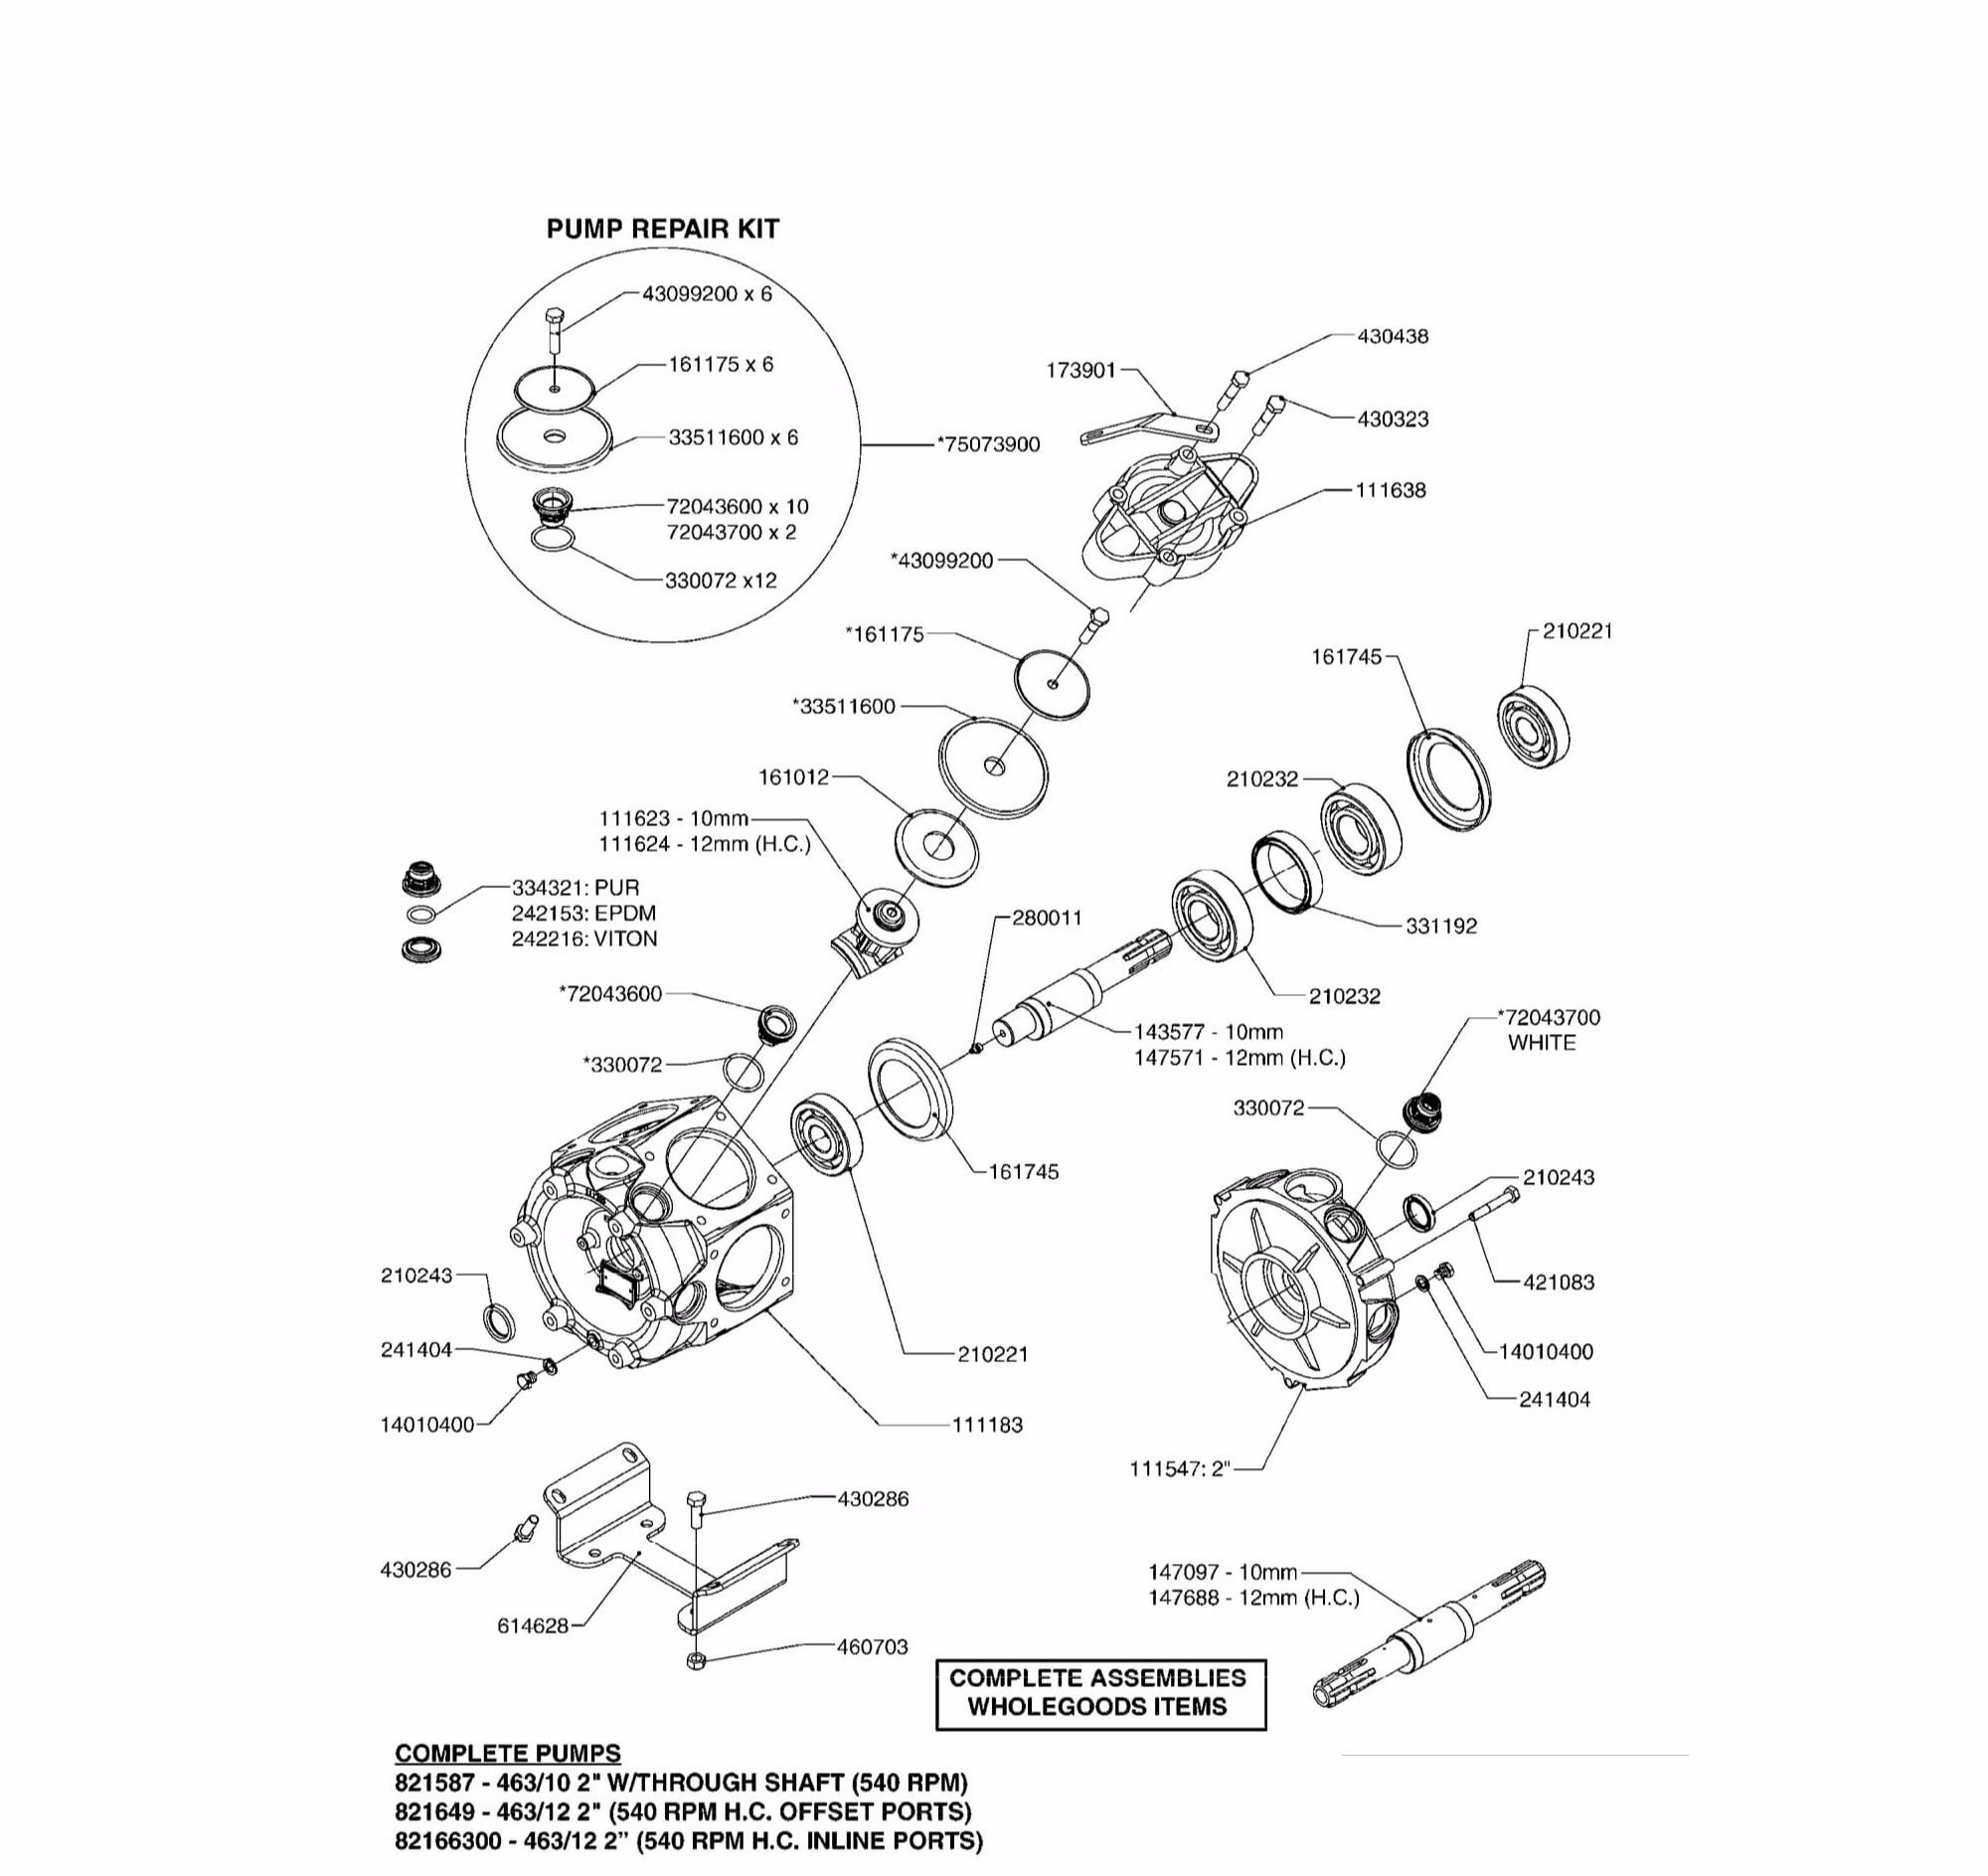 PUMP REPAIR KIT
43099200 x 6
161175 x 6
33511600 x 6
*75073900
72043600 x 10
72043700 x 2
330072 x12
430438
173901
430323
111638
*43099200
*161175
210221
161745
*33511600
161012
210232
111623 - 10mm
111624 - 12mm (H.C.)
334321: PUR
242153: EPDM
242216: VITON
280011
331192
*72043600
210232
143577 - 10mm
147571 - 12mm (H.C.)
*72043700
WHITE
*330072
330072
161745
210243
210243
421083
241404
210221
14010400
14010400
111183
241404
111547: 2"
430286
430286
614628
460703
147097 - 10mm
147688 - 12mm (H.C.)
COMPLETE ASSEMBLIES
WHOLEGOODS ITEMS
COMPLETE PUMPS
821587 - 463/10 2" W/THROUGH SHAFT (540 RPM)
821649 - 463/12 2" (540 RPM H.C. OFFSET PORTS)
82166300 - 463/12 2” (540 RPM H.C. INLINE PORTS)